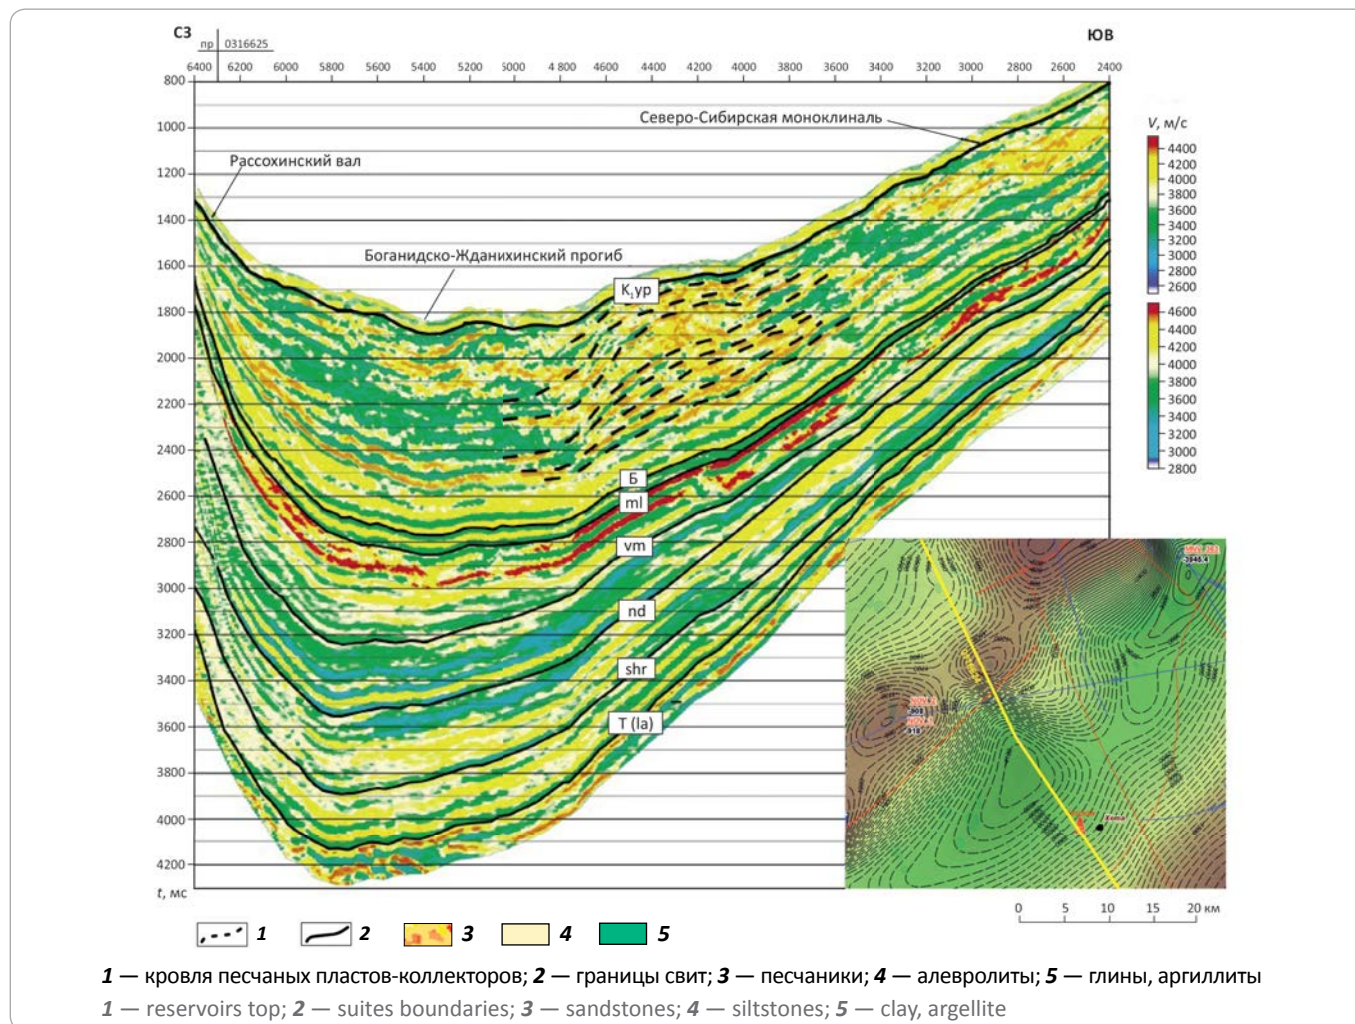 СЗ
ЮВ
пр 0316625
6400 6200 6000 5800 5600 5400 5200 5000 4 800 4600 4400 4200 4000 3800 3600 3400 3200 3000 2800 2600 2400
800
1000
1200
1400
1600
1800
2000
2200
2400
2600
2800
3000
3200
3400
3600
3800
4000
4200
t, мс
Северо-Сибирская моноклиналь
Рассохинский вал
Боганидско-Жданихинский прогиб
K₁yp
Б
ml
vm
nd
shr
T (la)
V, м/с
4400
4200
4000
3800
3600
3400
3200
3000
2800
2600
4600
4400
4200
4000
3800
3600
3400
3000
2800
3946.4
908
918
0 5 10 15 20 км
1 2 3 4 5
1 — кровля песчаных пластов-коллекторов; 2 — границы свит; 3 — песчаники; 4 — алевролиты; 5 — глины, аргиллиты
1 — reservoirs top; 2 — suites boundaries; 3 — sandstones; 4 — siltstones; 5 — clay, argellite